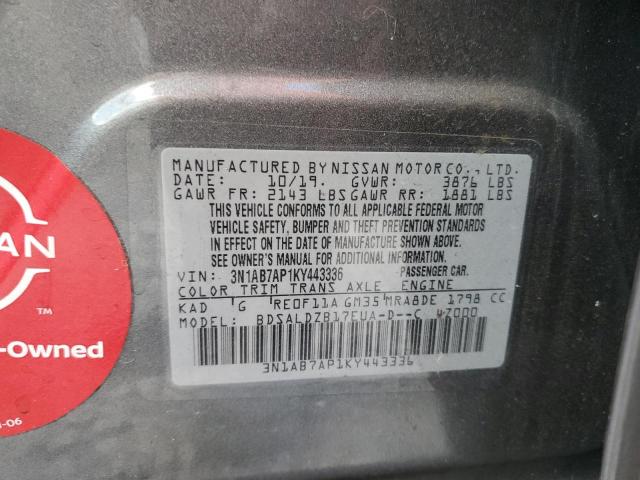 MANUFACTURED BY NISSAN MOTOR CO., LTD.
DATE: 10/19. GVWR: 3876 LBS
GAWR FR: 2143 LBS GAWR RR: 1881 LBS
THIS VEHICLE CONFORMS TO ALL APPLICABLE FEDERAL MOTOR
VEHICLE SAFETY, BUMPER AND THEFT PREVENTION STANDARDS
IN EFFECT ON THE DATE OF MANUFACTURE SHOWN ABOVE.
SEE OWNER'S MANUAL FOR ADDITIONAL INFORMATION.
VIN: 3N1AB7AP1KY443336 PASSENGER CAR.
COLOR TRIM TRANS AXLE ENGINE
KAD G RE0F11A GM35 MRA8DE 1798 CC
MODEL: BDSALDZB17EUA-D--C
3N1AB7AP1KY443336
SAN
-Owned
-06